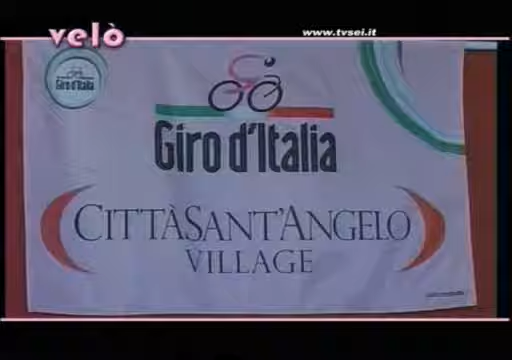 velò
www.tvsei.it
Giro d'Italia
Giro d'Italia
CITTÀSANT'ANGELO
VILLAGE